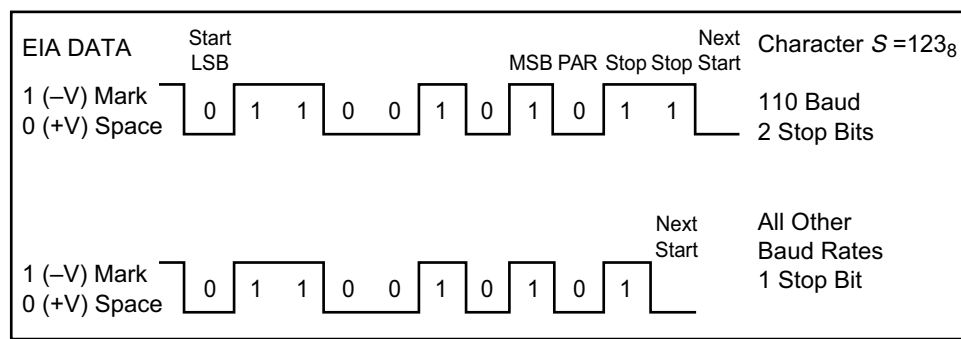 EIA DATA
Start
LSB
MSB PAR Stop Stop
Next
Start
Character S =123₈
1 (–V) Mark
0 (+V) Space
0 1 1 0 0 1 0 1 0 1 1
110 Baud
2 Stop Bits
Next
Start
All Other
Baud Rates
1 Stop Bit
1 (–V) Mark
0 (+V) Space
0 1 1 0 0 1 0 1 0 1